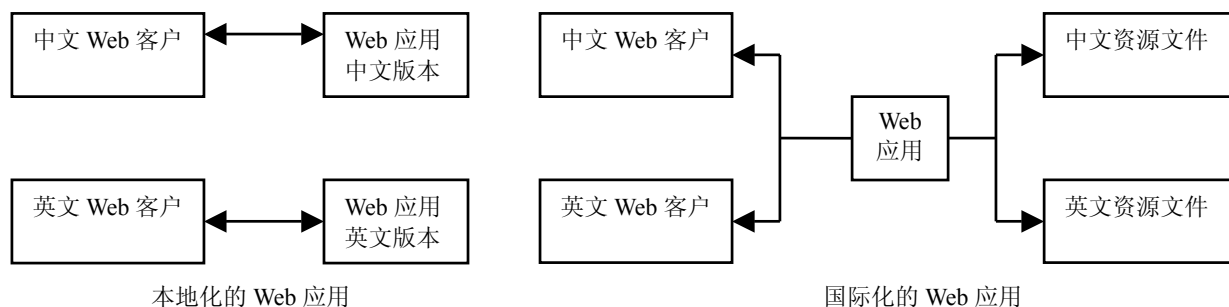 中文 Web 客户
Web 应用
中文版本
英文 Web 客户
Web 应用
英文版本
本地化的 Web 应用
中文 Web 客户
英文 Web 客户
Web
应用
中文资源文件
英文资源文件
国际化的 Web 应用